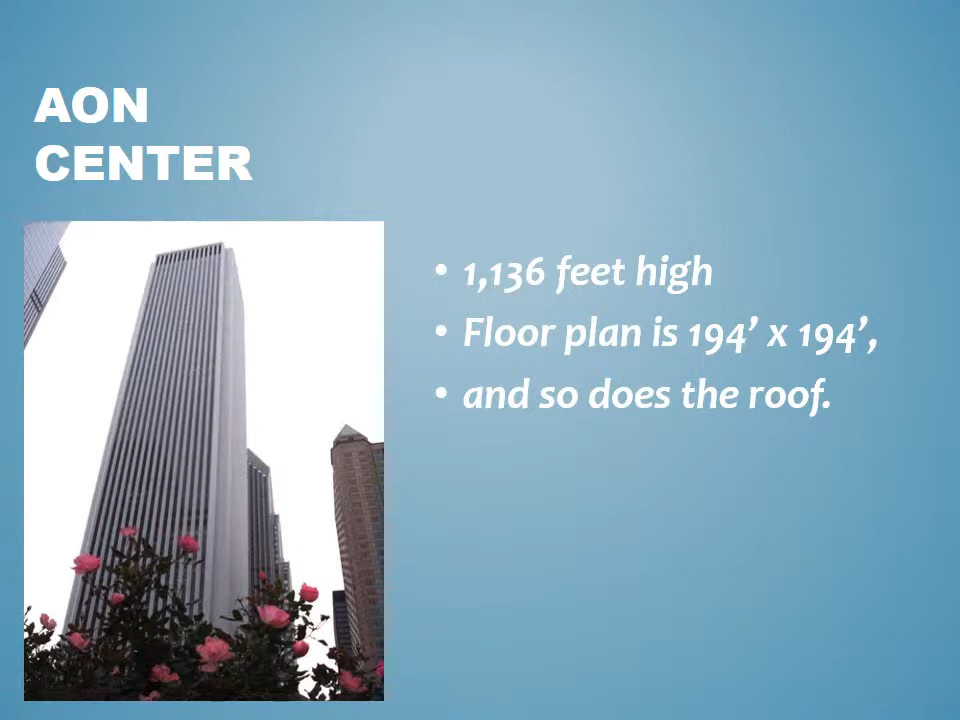 AON
CENTER
• 1,136 feet high
• Floor plan is 194’ x 194’,
• and so does the roof.